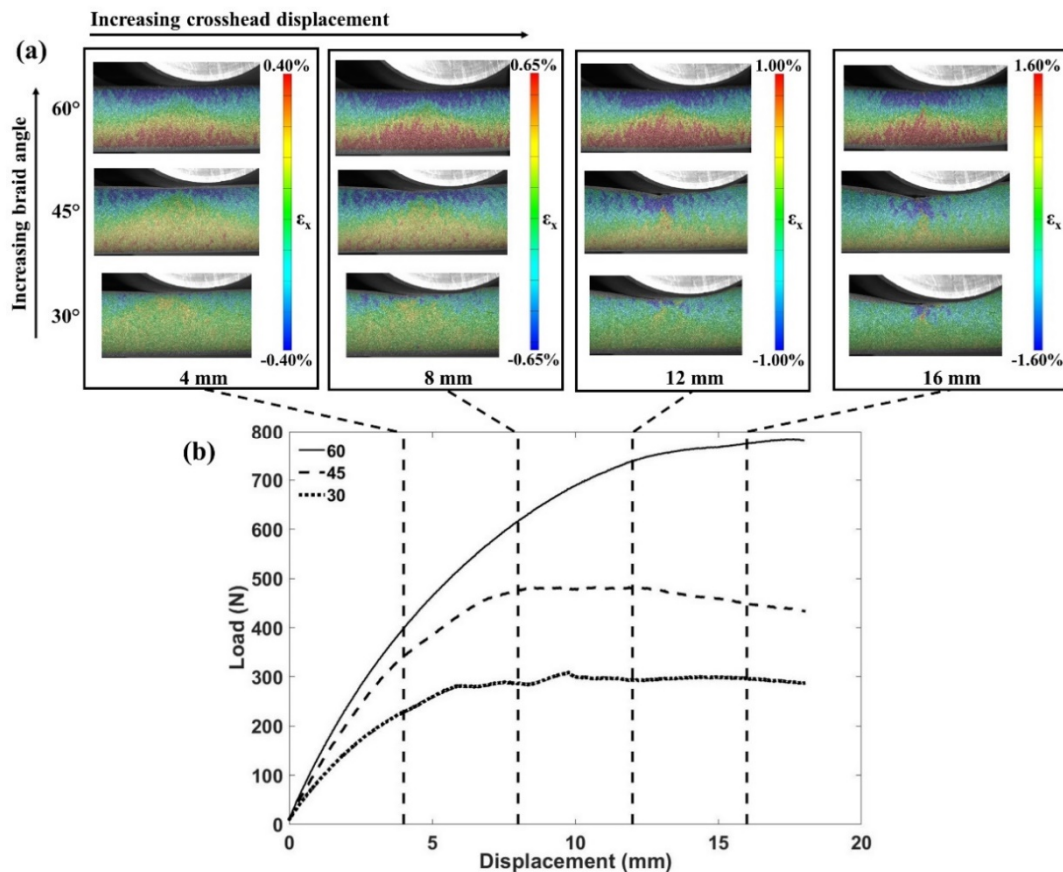 Increasing crosshead displacement
(a)
Increasing braid angle
60°
45°
30°
0.40%
εx
-0.40%
4 mm
0.65%
εx
-0.65%
8 mm
1.00%
εx
-1.00%
12 mm
1.60%
εx
-1.60%
16 mm
(b)
800
700
600
500
400
300
200
100
0
Load (N)
60
45
30
0 5 10 15 20
Displacement (mm)